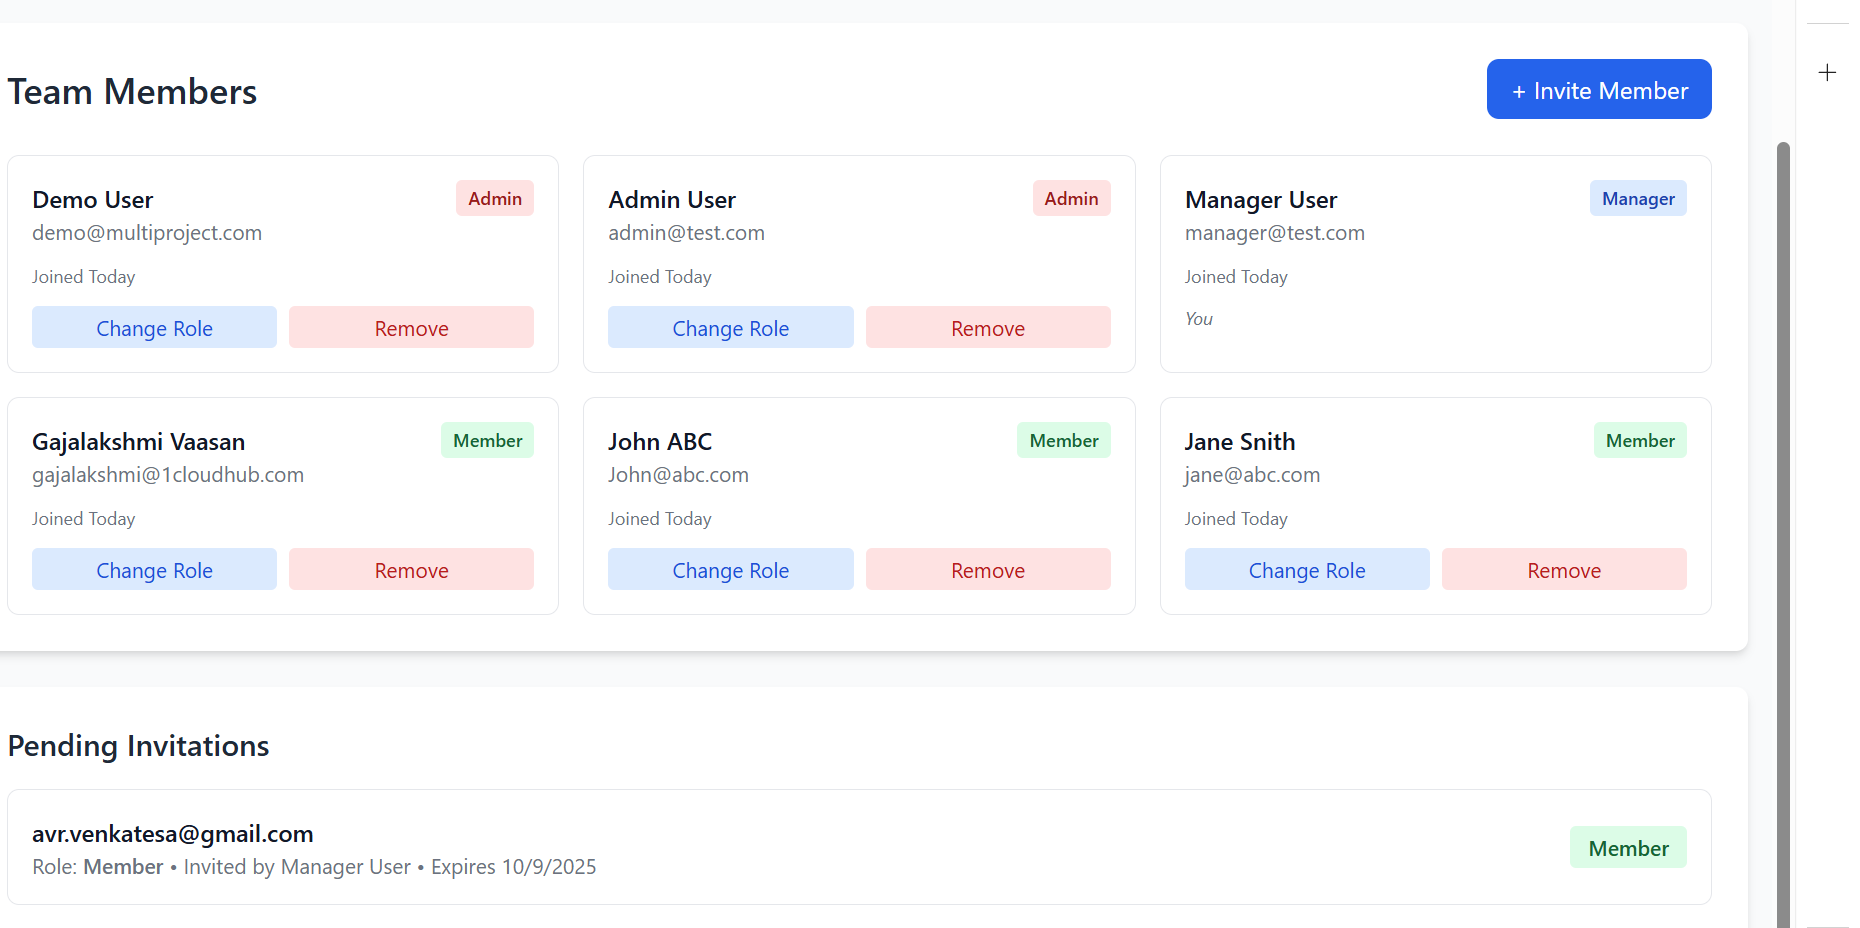 Team Members
+ Invite Member
Demo User
Admin
demo@multiproject.com
Joined Today
Change Role
Remove
Admin User
Admin
admin@test.com
Joined Today
Change Role
Remove
Manager User
Manager
manager@test.com
Joined Today
You
Gajalakshmi Vaasan
Member
gajalakshmi@1cloudhub.com
Joined Today
Change Role
Remove
John ABC
Member
John@abc.com
Joined Today
Change Role
Remove
Jane Snith
Member
jane@abc.com
Joined Today
Change Role
Remove
Pending Invitations
avr.venkatesa@gmail.com
Role: Member • Invited by Manager User • Expires 10/9/2025
Member